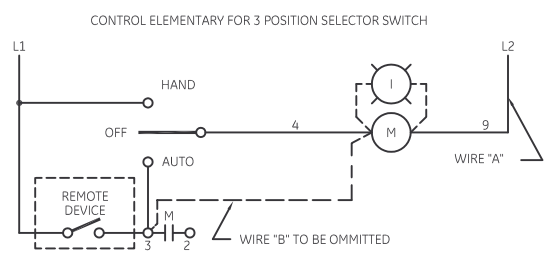 CONTROL ELEMENTARY FOR 3 POSITION SELECTOR SWITCH
L1
L2
HAND
I
OFF
4
M
9
AUTO
WIRE "A"
REMOTE
DEVICE
M
3
2
WIRE "B" TO BE OMMITTED